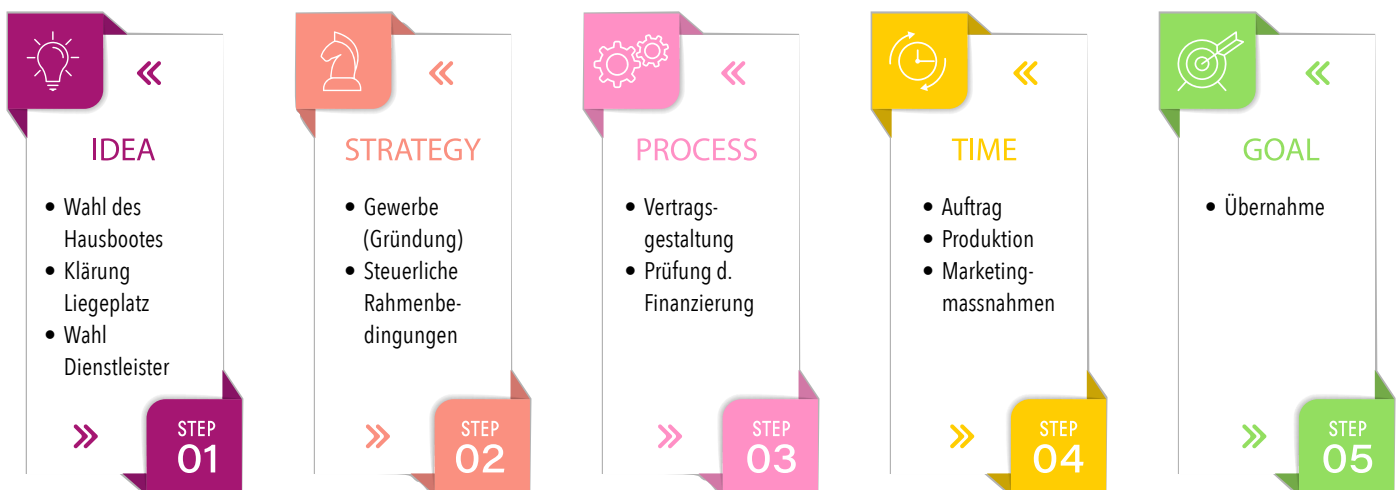 IDEA
• Wahl des
Hausbootes
• Klärung
Liegeplatz
• Wahl
Dienstleister
STEP
01
STRATEGY
• Gewerbe
(Gründung)
• Steuerliche
Rahmenbe-
dingungen
STEP
02
PROCESS
• Vertrags-
gestaltung
• Prüfung d.
Finanzierung
STEP
03
TIME
• Auftrag
• Produktion
• Marketing-
massnahmen
STEP
04
GOAL
• Übernahme
STEP
05